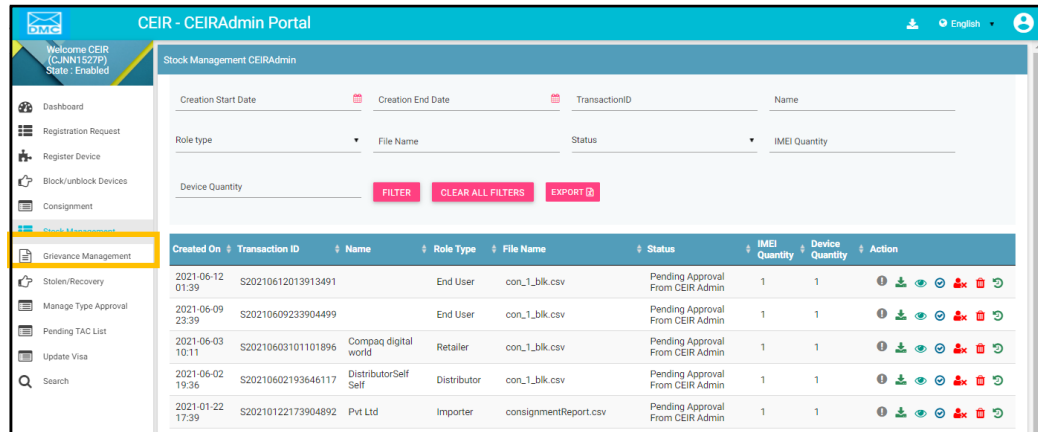 DMC
CEIR - CEIRAdmin Portal
English
Welcome CEIR
(CJNN1527P)
State : Enabled
Stock Management CEIRAdmin
Dashboard
Registration Request
Register Device
Block/unblock Devices
Consignment
Stock Management
Grievance Management
Stolen/Recovery
Manage Type Approval
Pending TAC List
Update Visa
Search
Creation Start Date Creation End Date TransactionID Name
Role type File Name Status IMEI Quantity
Device Quantity FILTER CLEAR ALL FILTERS EXPORT
Created On Transaction ID Name Role Type File Name Status IMEI Quantity Device Quantity Action
2021-06-12 01:39 S20210612013913491 End User con_1_blk.csv Pending Approval From CEIR Admin 1 1
2021-06-09 23:39 S20210609233904499 End User con_1_blk.csv Pending Approval From CEIR Admin 1 1
2021-06-03 10:11 S20210603101101896 Compaq digital world Retailer con_1_blk.csv Pending Approval From CEIR Admin 1 1
2021-06-02 19:36 S20210602193646117 DistributorSelf Self Distributor con_1_blk.csv Pending Approval From CEIR Admin 1 1
2021-01-22 17:39 S20210122173904892 Pvt Ltd Importer consignmentReport.csv Pending Approval From CEIR Admin 1 1